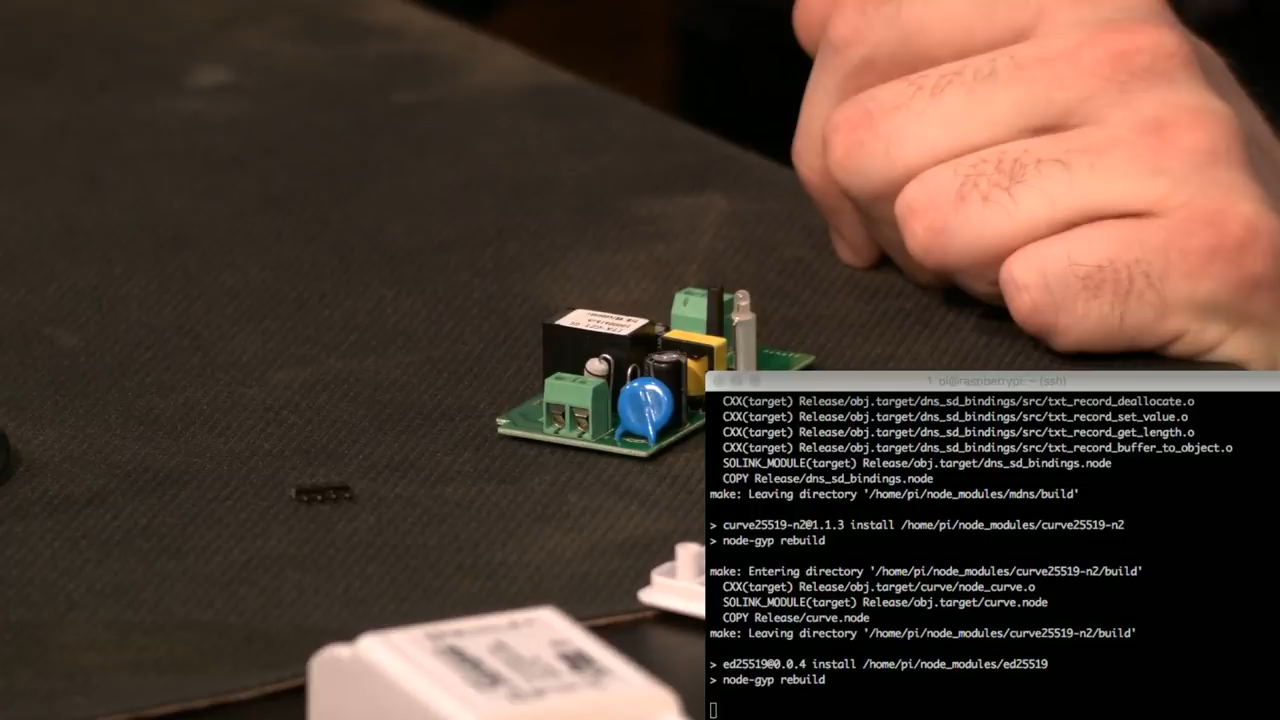 1. pi@raspberrypi: ~ (ssh)
CXX(target) Release/obj.target/dns_sd_bindings/src/txt_record_deallocate.o
CXX(target) Release/obj.target/dns_sd_bindings/src/txt_record_set_value.o
CXX(target) Release/obj.target/dns_sd_bindings/src/txt_record_get_length.o
CXX(target) Release/obj.target/dns_sd_bindings/src/txt_record_buffer_to_object.o
SOLINK_MODULE(target) Release/obj.target/dns_sd_bindings.node
COPY Release/dns_sd_bindings.node
make: Leaving directory '/home/pi/node_modules/mdns/build'
> curve25519-n2@1.1.3 install /home/pi/node_modules/curve25519-n2
> node-gyp rebuild
make: Entering directory '/home/pi/node_modules/curve25519-n2/build'
CXX(target) Release/obj.target/curve/node_curve.o
SOLINK_MODULE(target) Release/obj.target/curve.node
COPY Release/curve.node
make: Leaving directory '/home/pi/node_modules/curve25519-n2/build'
> ed25519@0.0.4 install /home/pi/node_modules/ed25519
> node-gyp rebuild